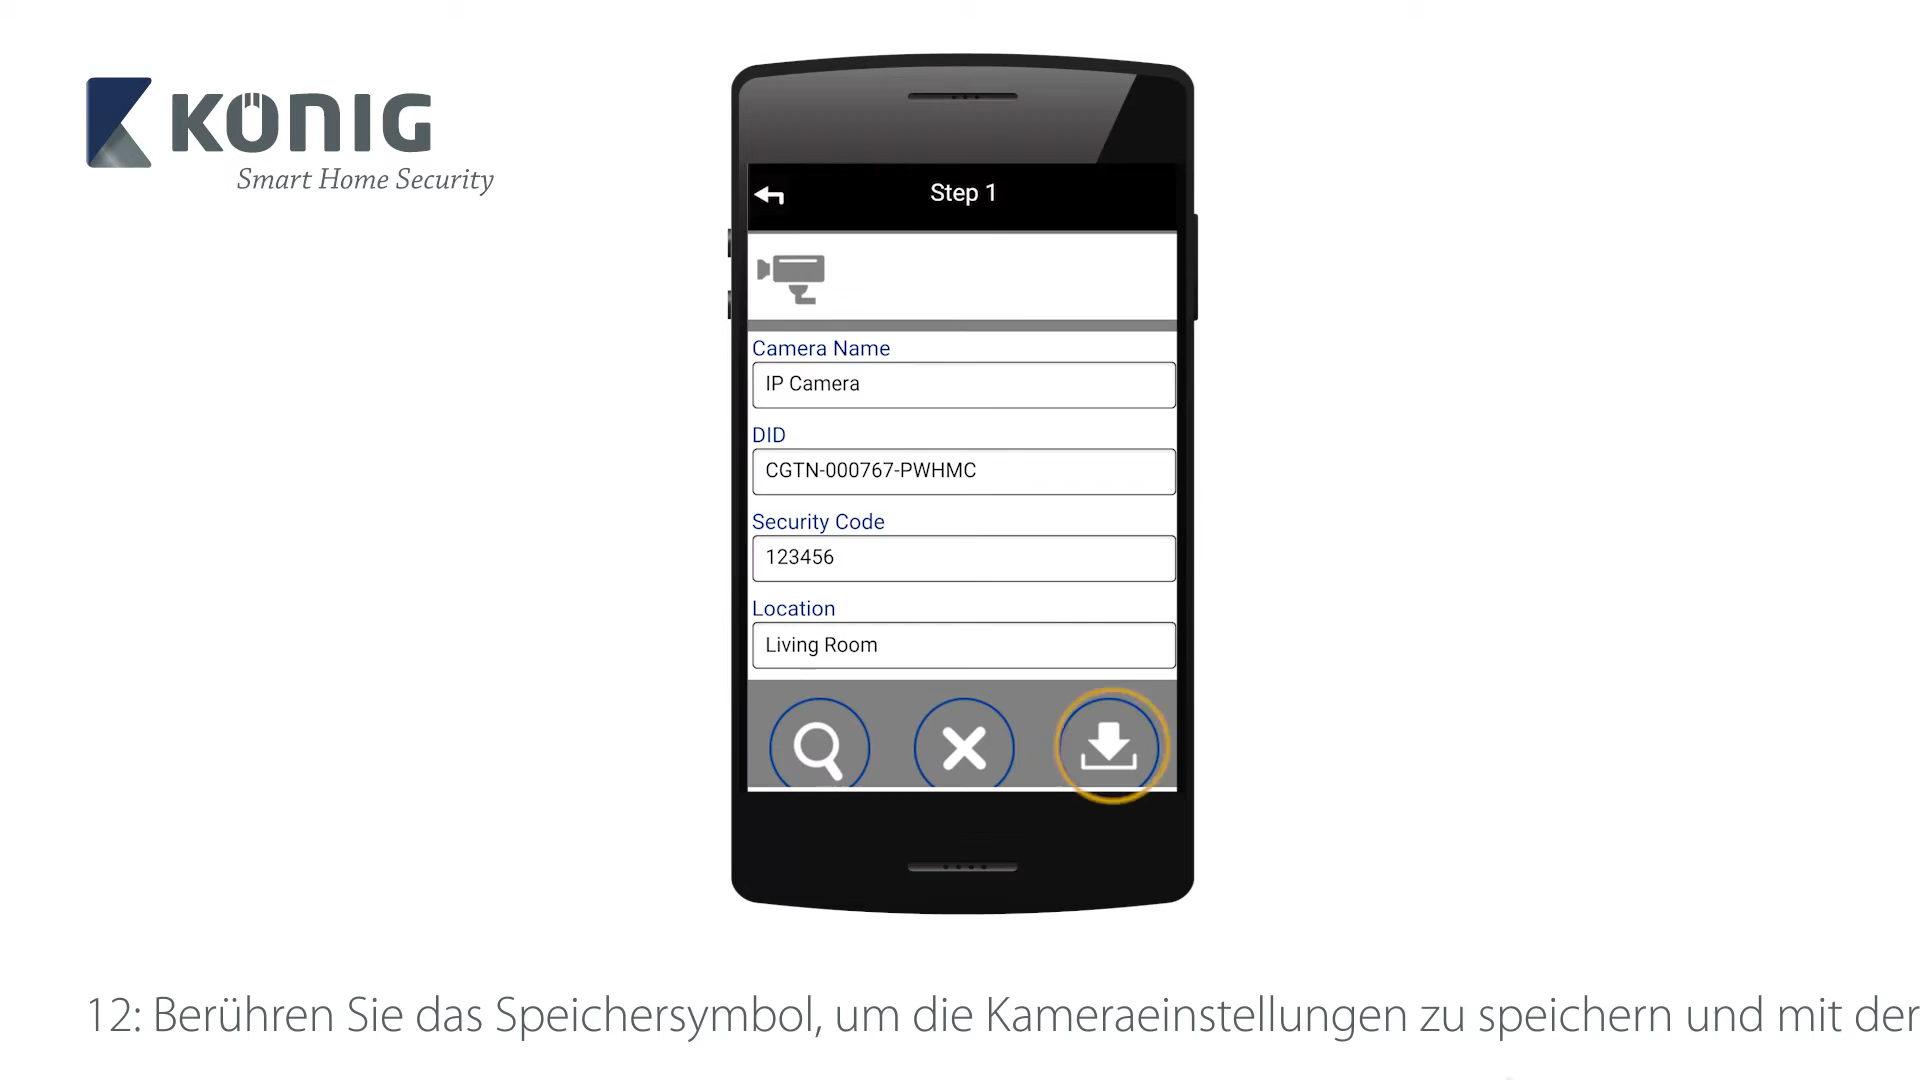 KÖNIG
Smart Home Security
Step 1
Camera Name
IP Camera
DID
CGTN-000767-PWHMC
Security Code
123456
Location
Living Room
12: Berühren Sie das Speichersymbol, um die Kameraeinstellungen zu speichern und mit der